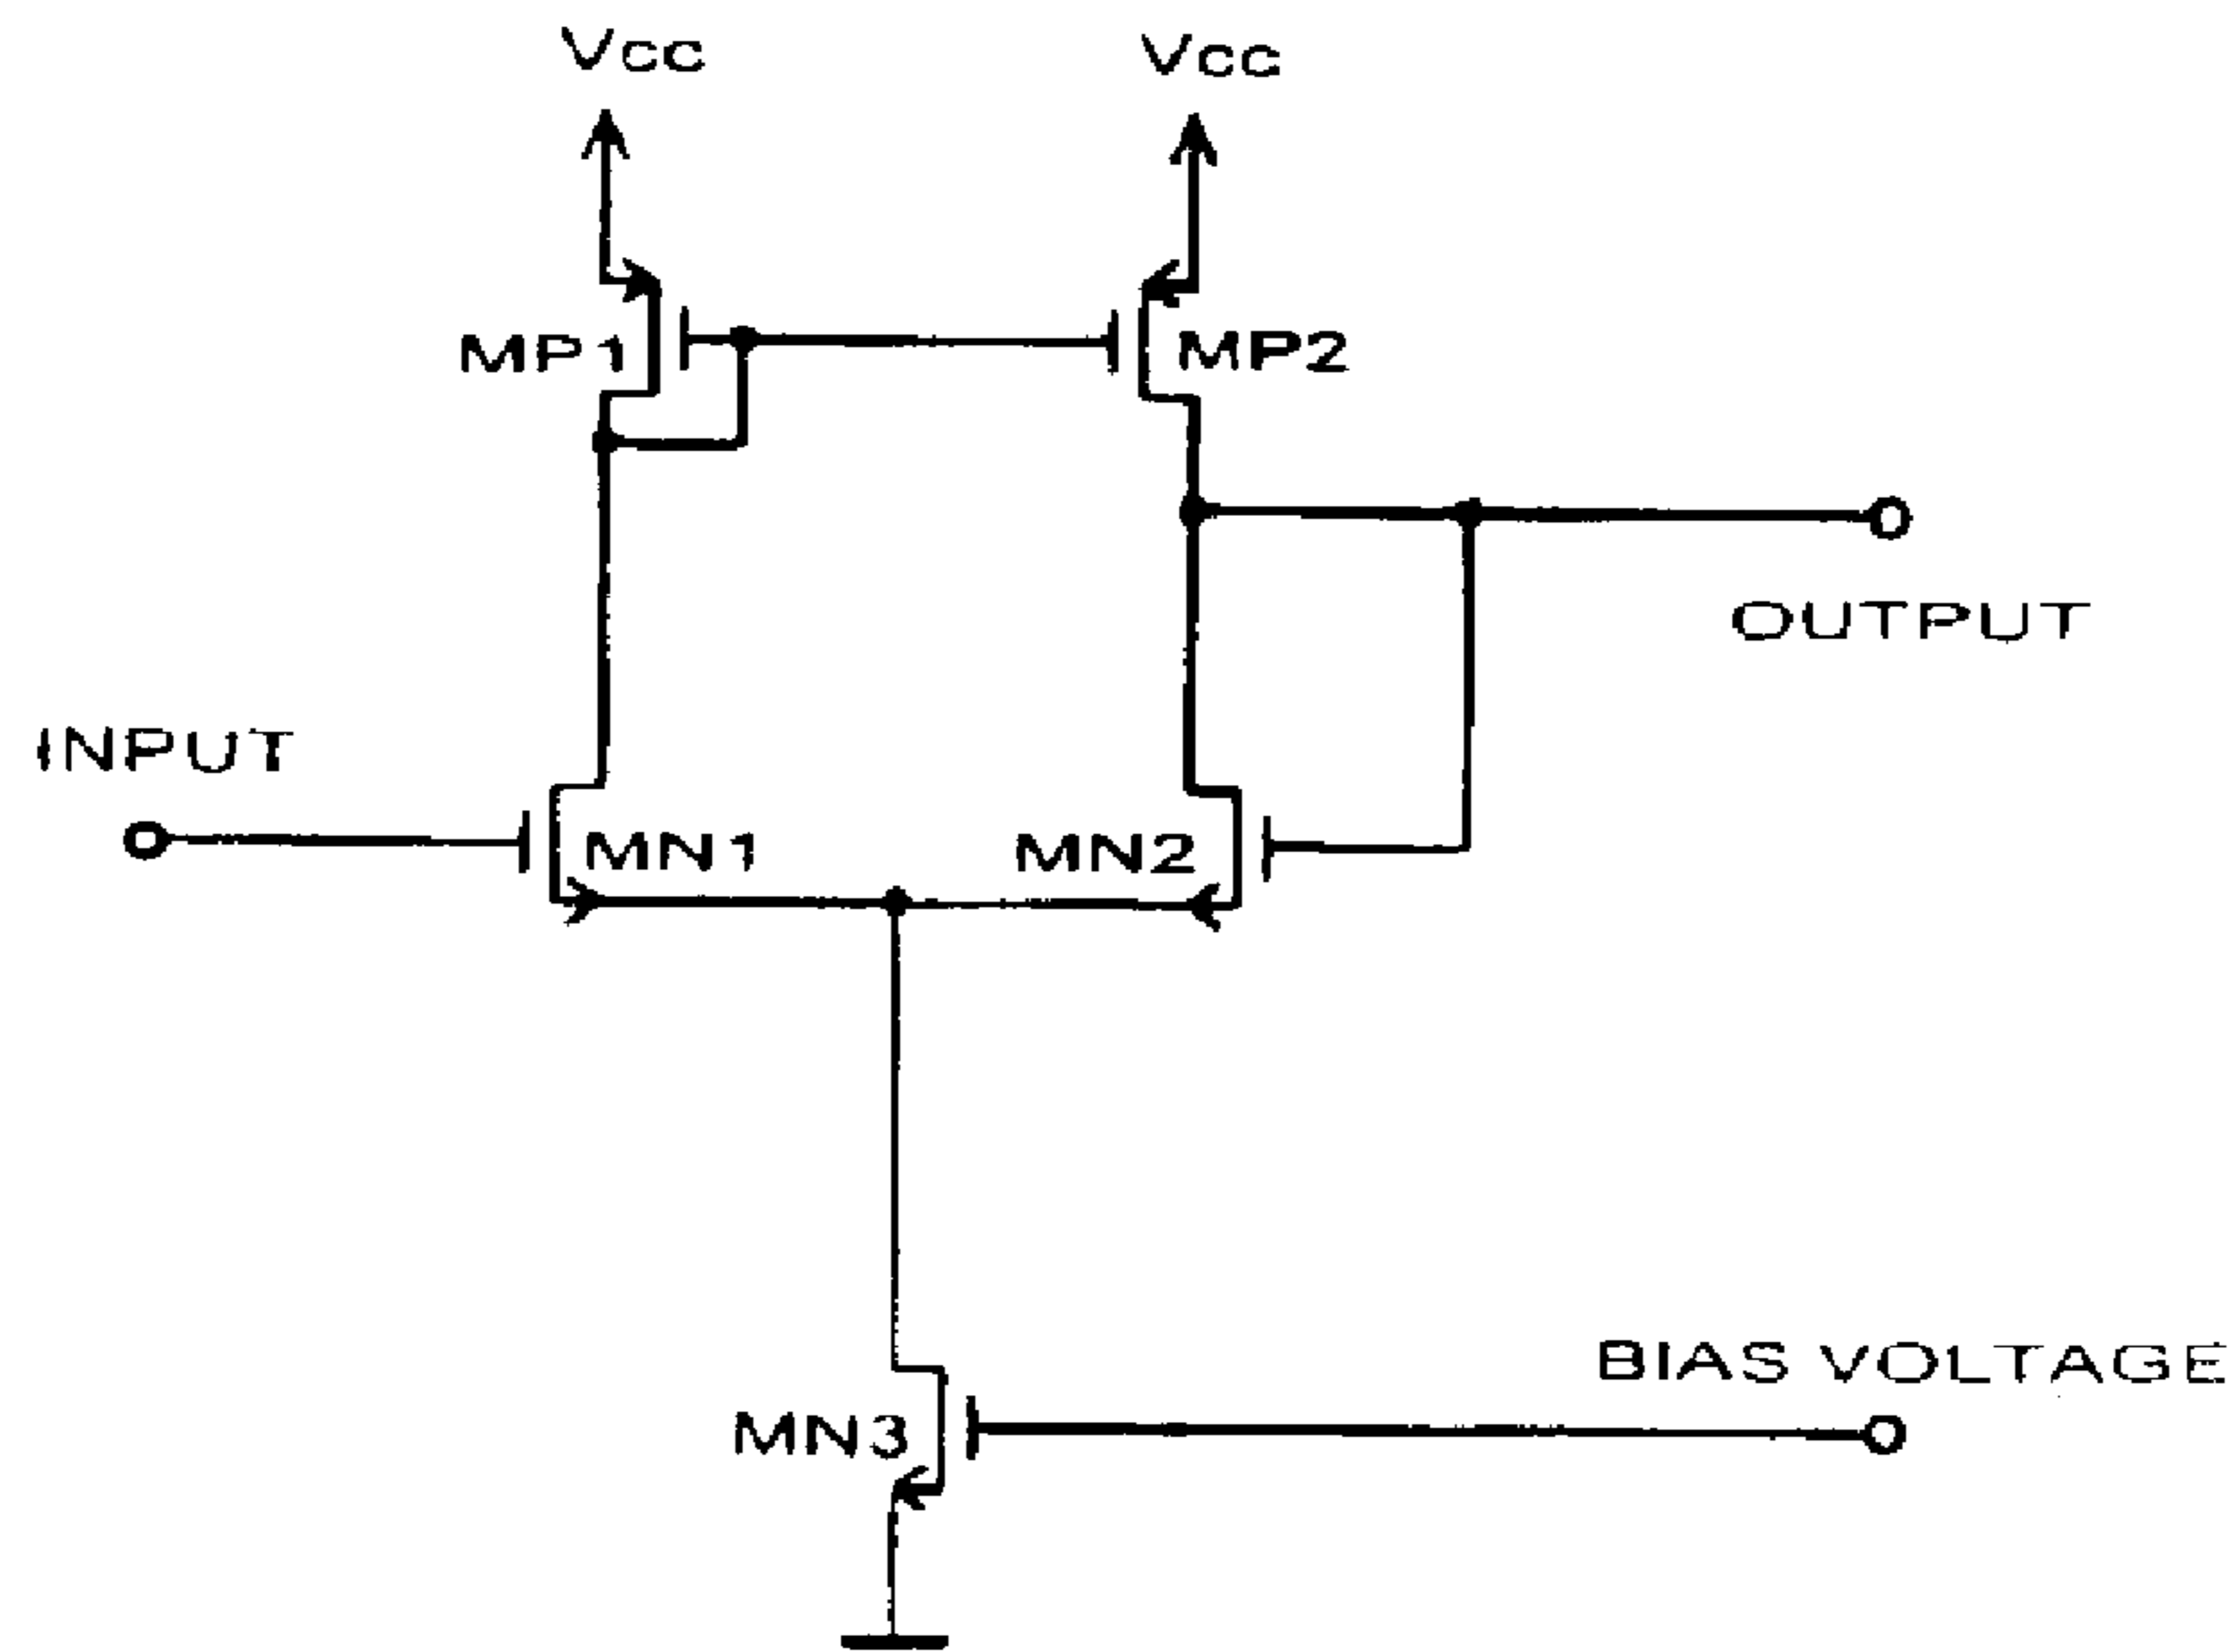 Vcc
Vcc
MP1
MP2
OUTPUT
INPUT
MN1
MN2
BIAS VOLTAGE
MN3